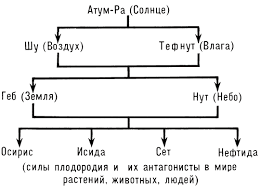 Атум-Ра (Солнце)
Шу (Воздух) Тефнут (Влага)
Геб (Земля) Нут (Небо)
Осирис Исида Сет Нефтида
(силы плодородия и их антагонисты в мире
растений, животных, людей)